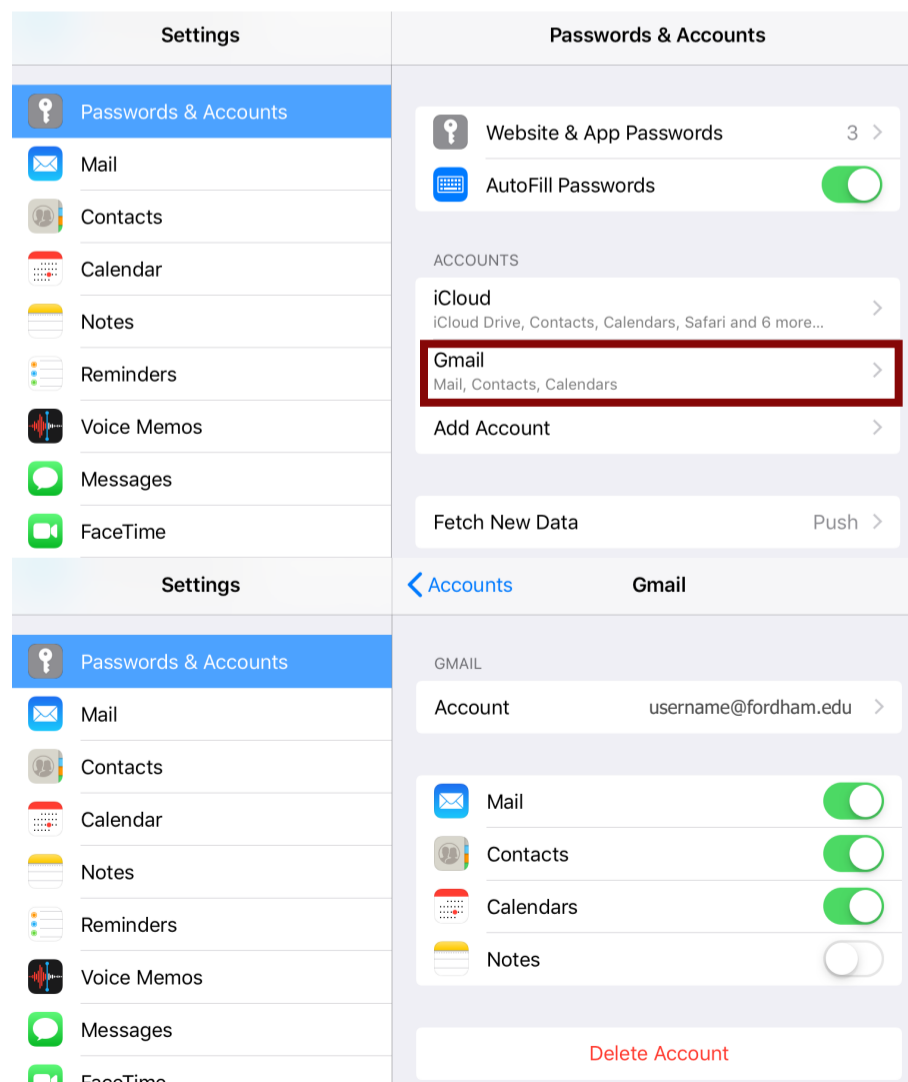 Settings
Passwords & Accounts
Passwords & Accounts
Mail
Contacts
Calendar
Notes
Reminders
Voice Memos
Messages
FaceTime
Website & App Passwords 3
AutoFill Passwords
ACCOUNTS
iCloud
iCloud Drive, Contacts, Calendars, Safari and 6 more...
Gmail
Mail, Contacts, Calendars
Add Account
Fetch New Data Push
Settings
Accounts
Gmail
Passwords & Accounts
Mail
Contacts
Calendar
Notes
Reminders
Voice Memos
Messages
FaceTime
GMAIL
Account username@fordham.edu
Mail
Contacts
Calendars
Notes
Delete Account